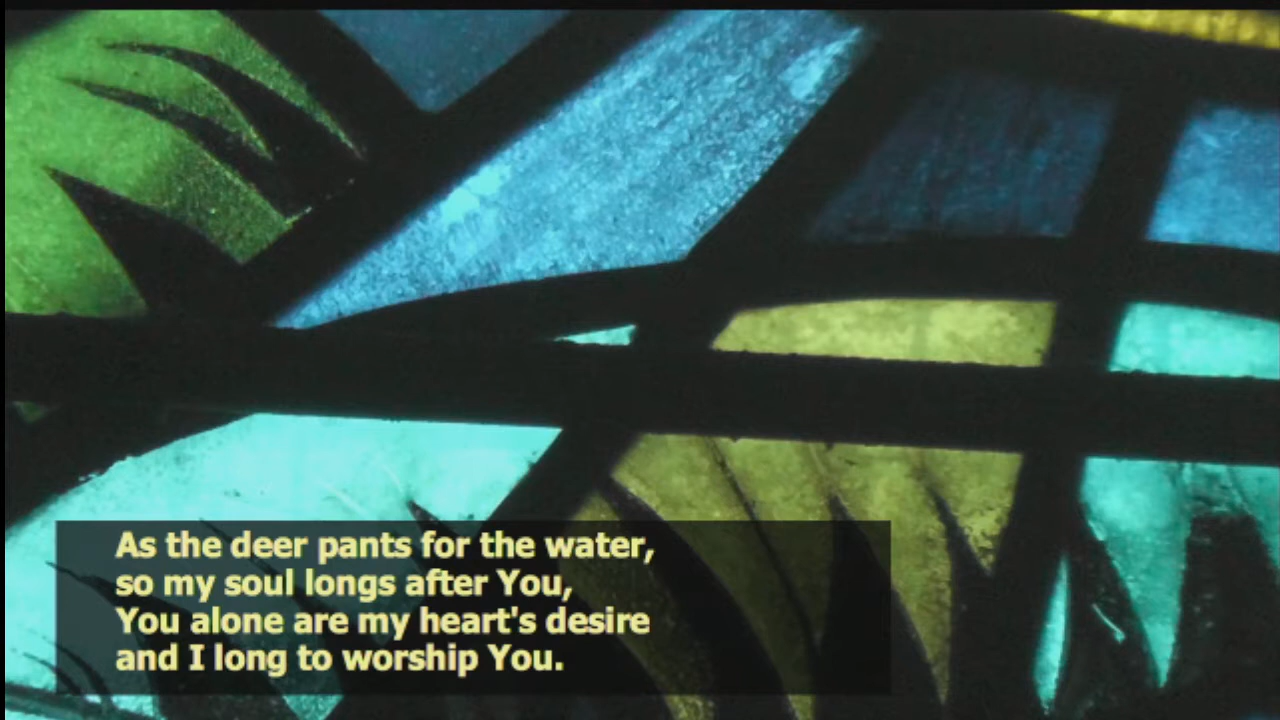 As the deer pants for the water,
so my soul longs after You,
You alone are my heart's desire
and I long to worship You.